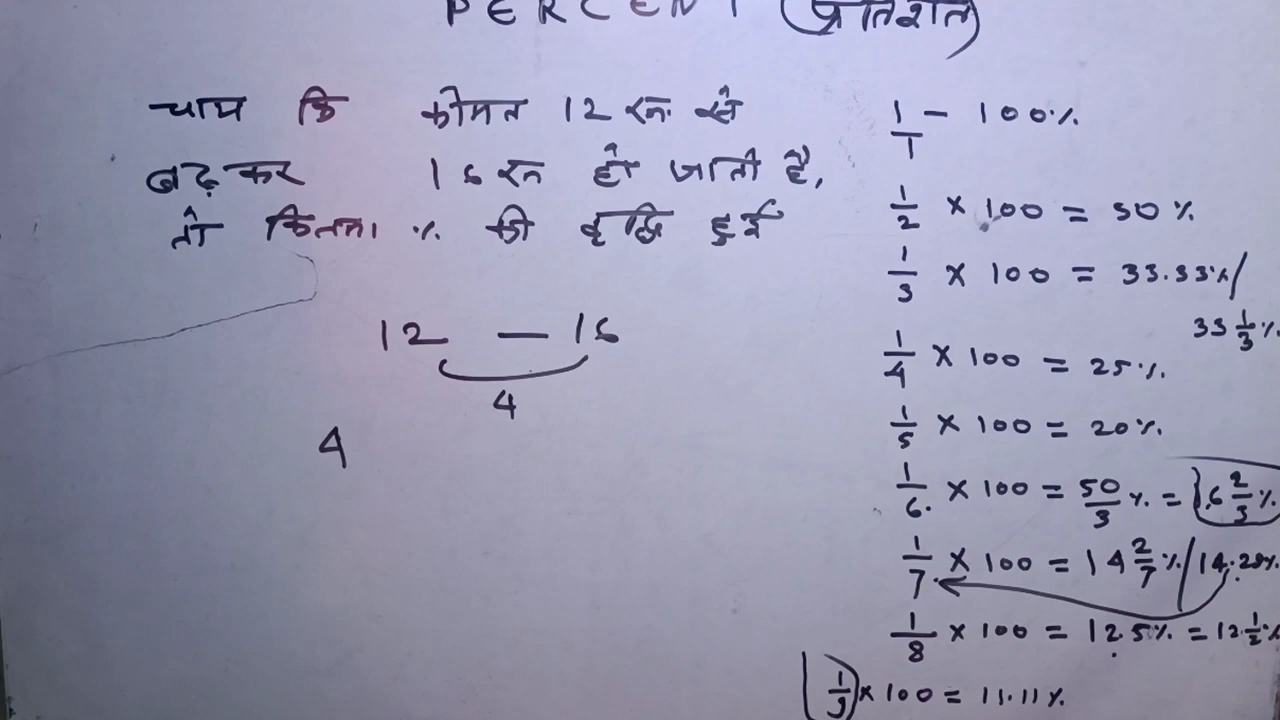 PERCENT (प्रतिशत)
चाय कि कीमत 12 रू. से
बढ़कर 16 रू हो जाती है,
तो कितना % की वृद्धि हुई
12 — 16
4
4
1/1 - 100%
1/2 × 100 = 50 %
1/3 × 100 = 33.33% /
33 1/3 %
1/4 × 100 = 25%
1/5 × 100 = 20%
1/6 × 100 = 50/3 % = 16 2/3 %
1/7 × 100 = 14 2/7 % / 14.28%
1/8 × 100 = 12.5% = 12 1/2 %
(1/9) × 100 = 11.11%